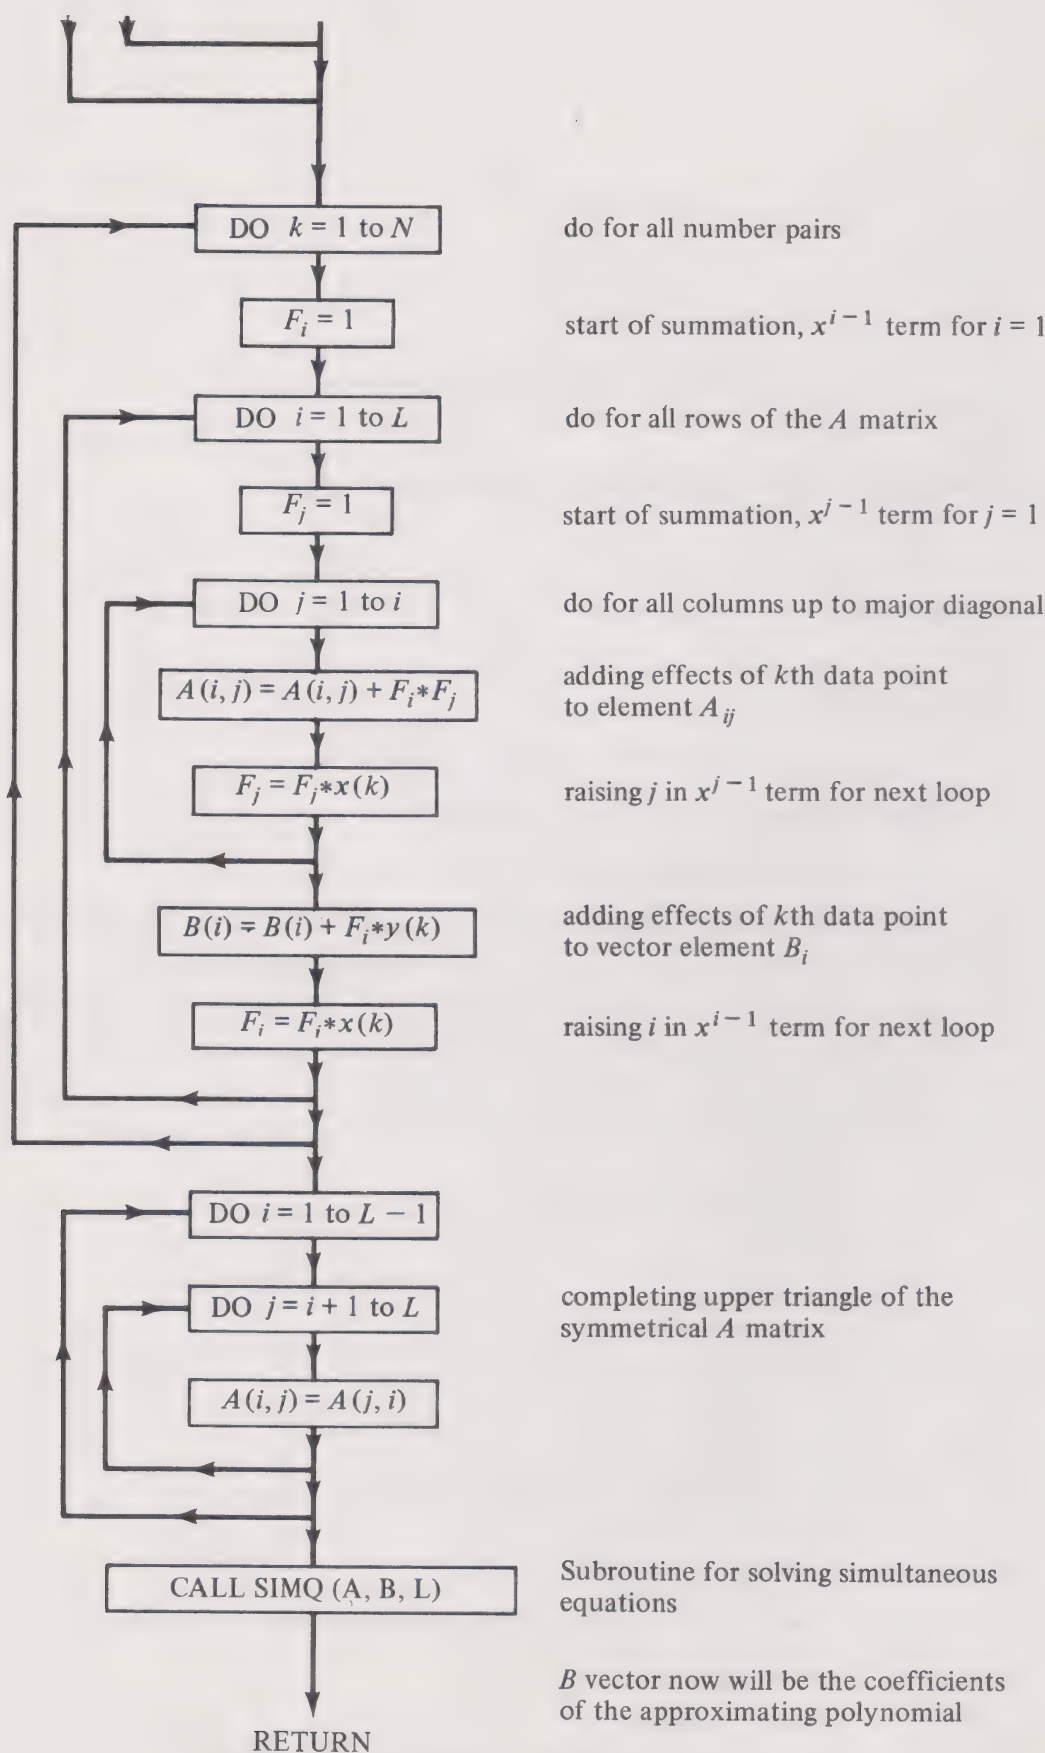 DO k = 1 to N
do for all number pairs
F_i = 1
start of summation, x^{i-1} term for i = 1
DO i = 1 to L
do for all rows of the A matrix
F_j = 1
start of summation, x^{j-1} term for j = 1
DO j = 1 to i
do for all columns up to major diagonal
A(i, j) = A(i, j) + F_i*F_j
adding effects of kth data point
to element A_{ij}
F_j = F_j*x(k)
raising j in x^{j-1} term for next loop
B(i) = B(i) + F_i*y(k)
adding effects of kth data point
to vector element B_i
F_i = F_i*x(k)
raising i in x^{i-1} term for next loop
DO i = 1 to L − 1
DO j = i + 1 to L
completing upper triangle of the
symmetrical A matrix
A(i, j) = A(j, i)
CALL SIMQ (A, B, L)
Subroutine for solving simultaneous
equations
B vector now will be the coefficients
of the approximating polynomial
RETURN